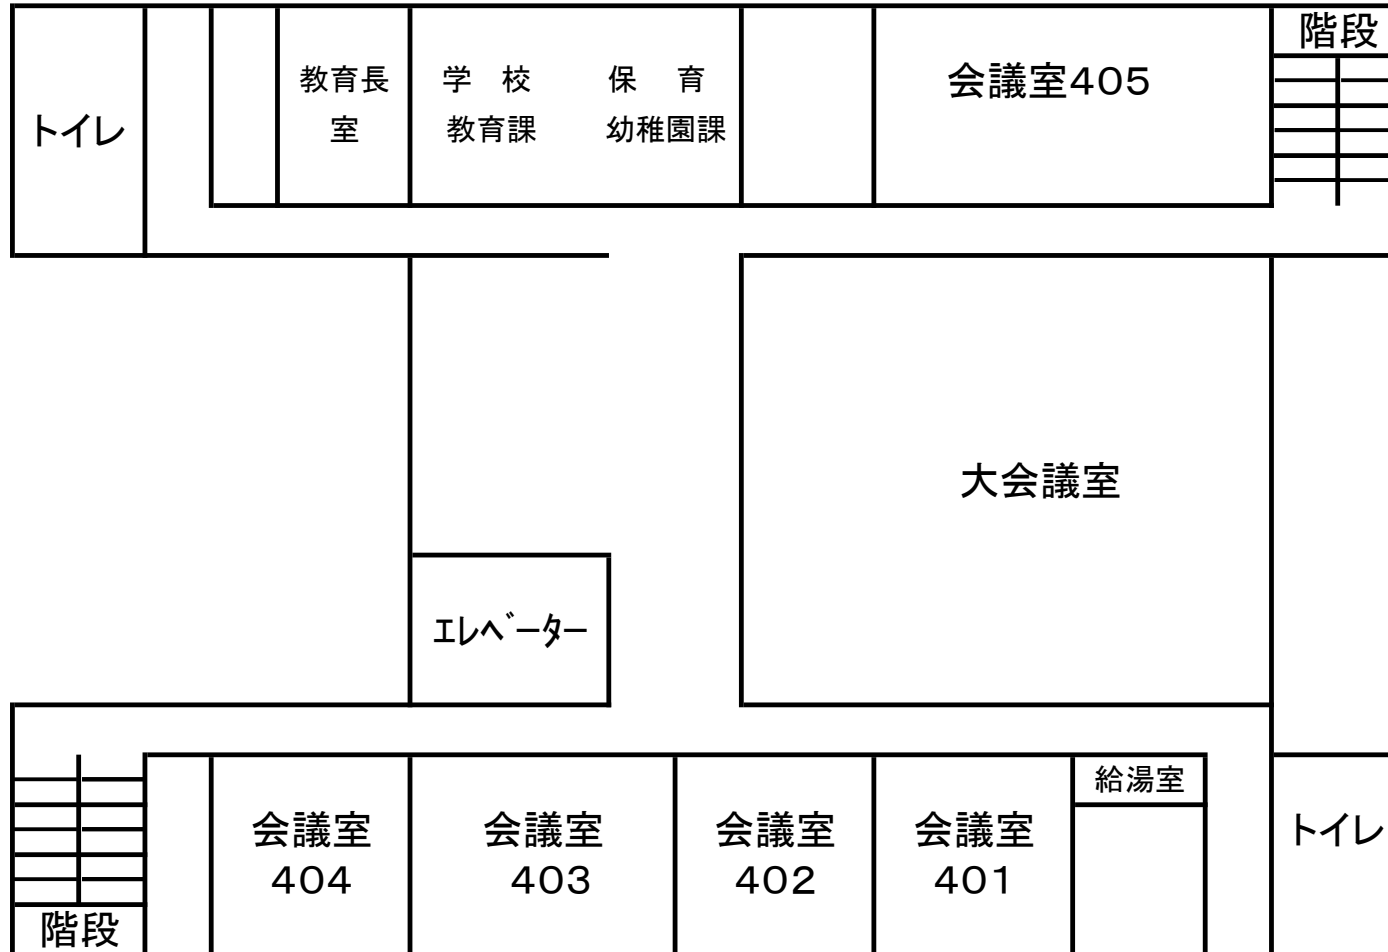 階段
会議室405
教育長
室
学 校
教育課
保 育
幼稚園課
トイレ
大会議室
エレベーター
給湯室
会議室
404
会議室
403
会議室
402
会議室
401
トイレ
階段